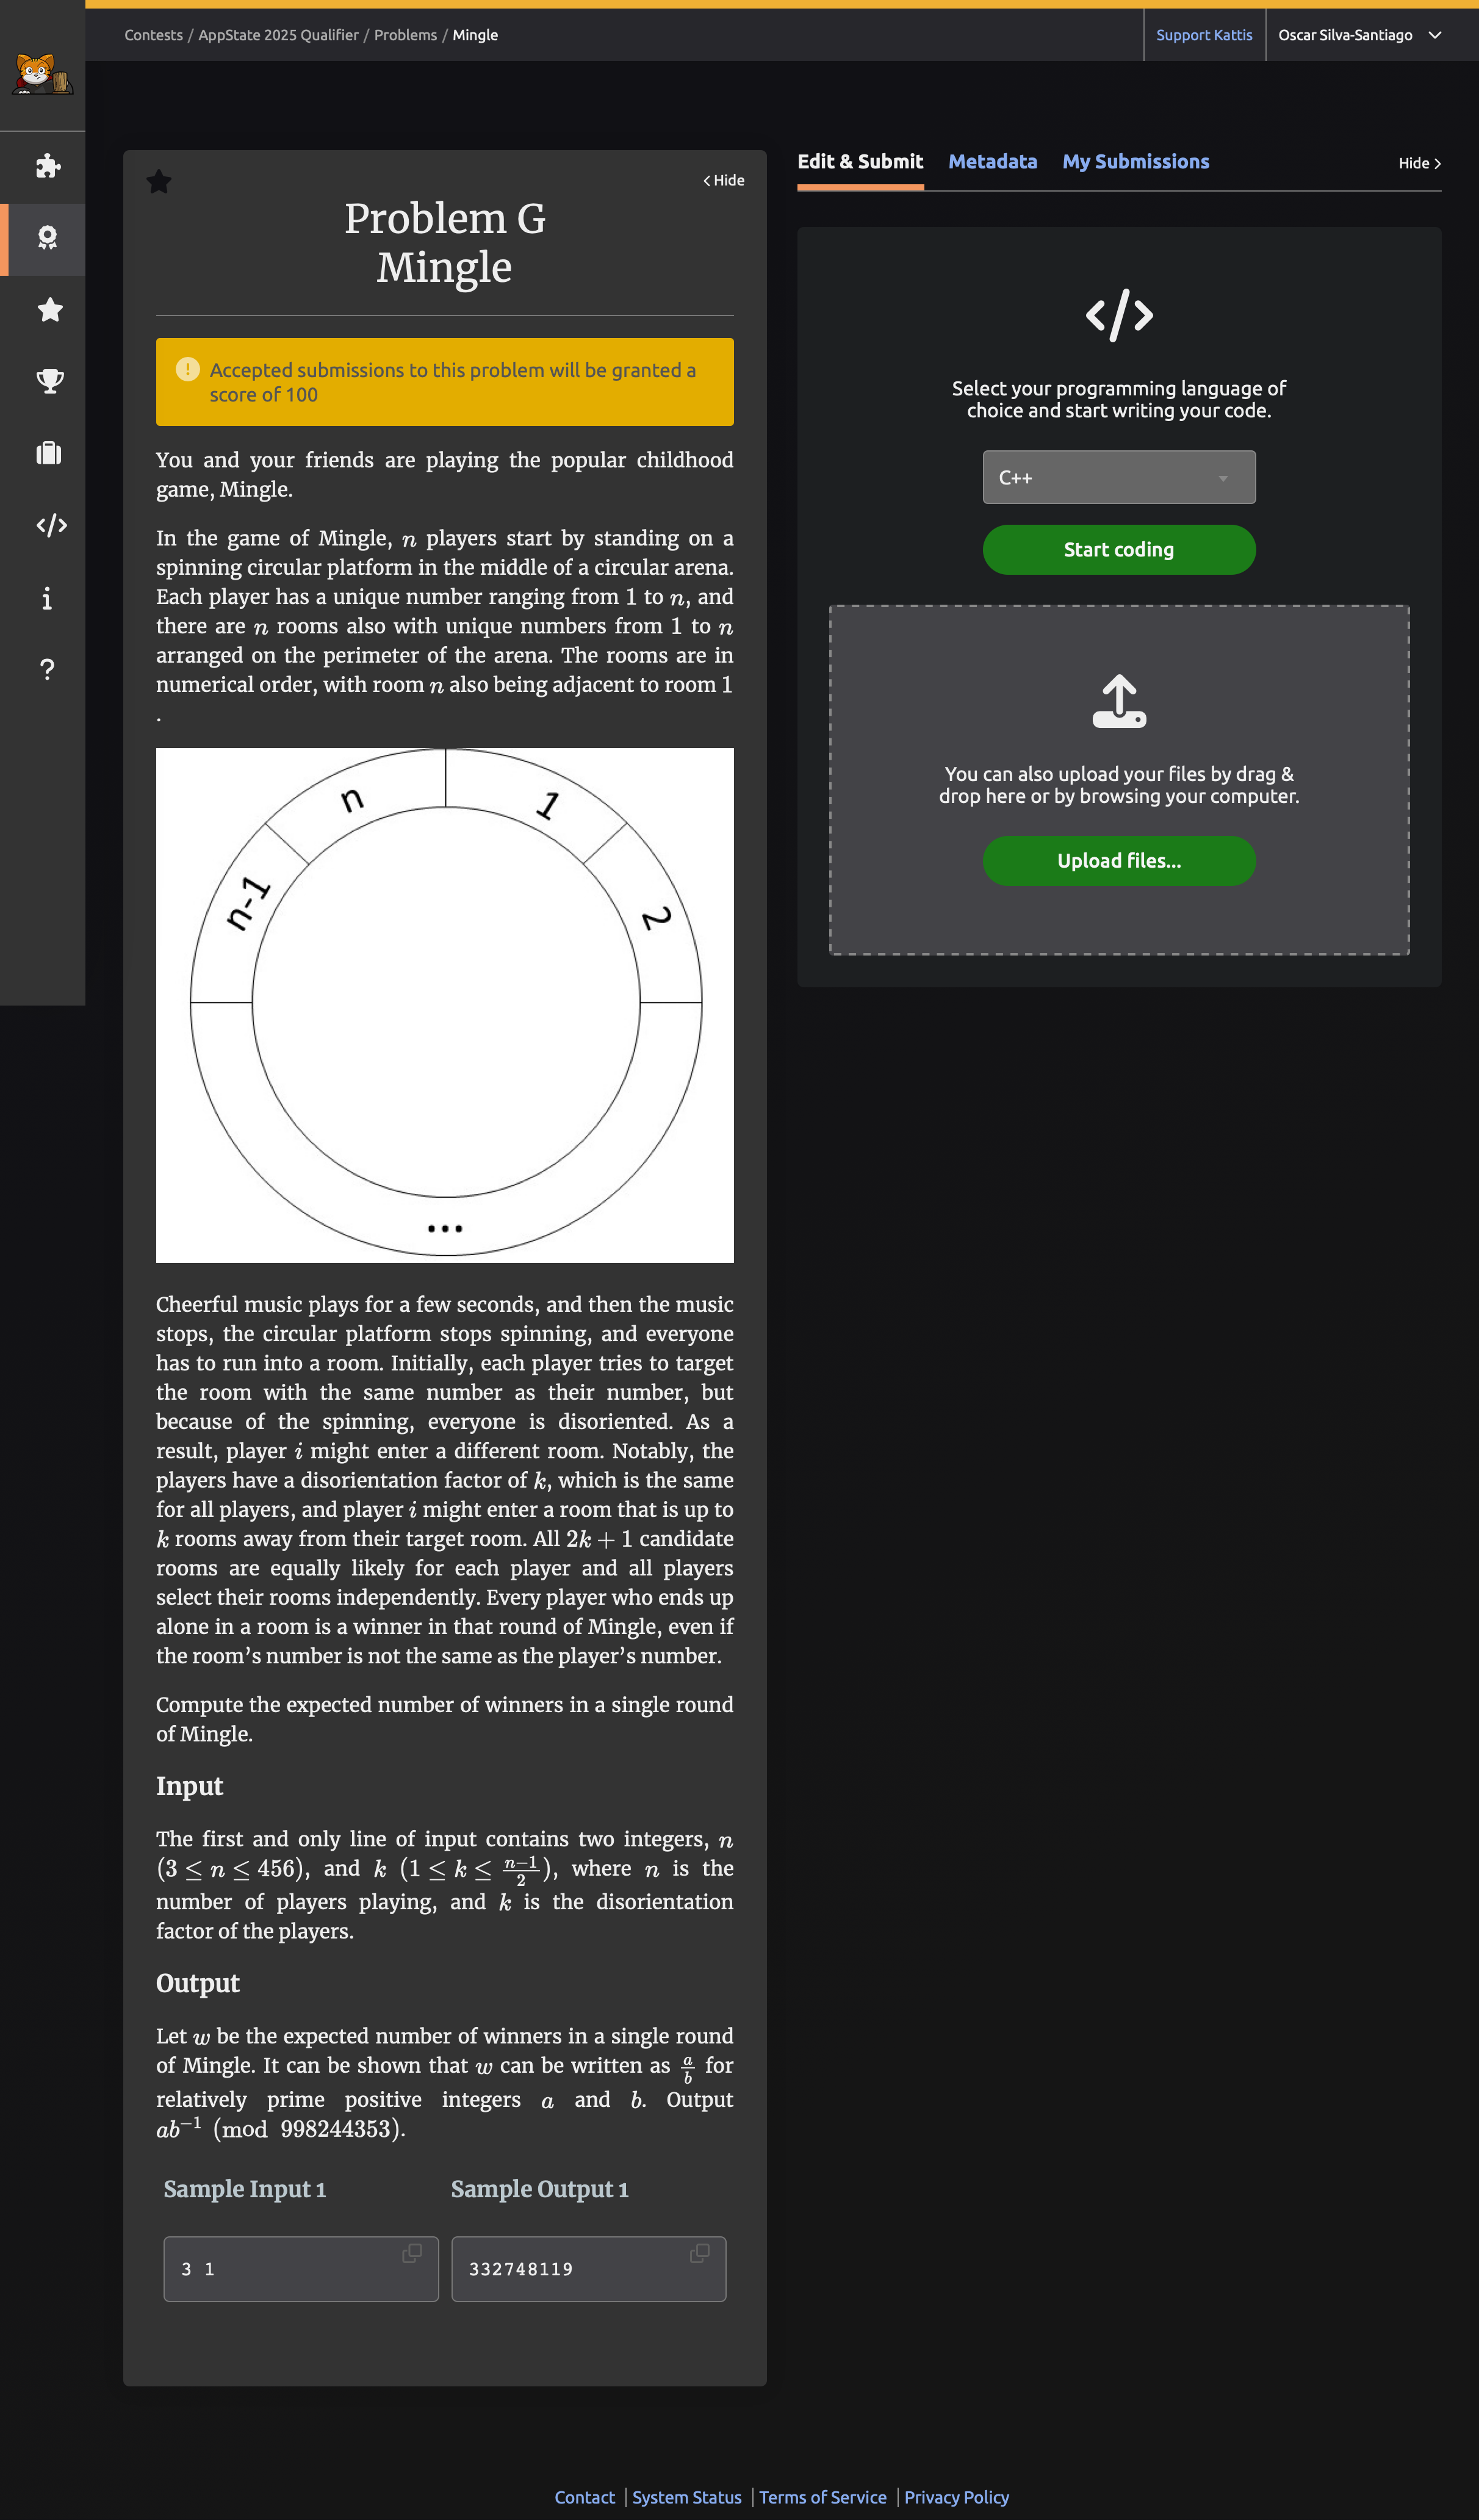 Contests / AppState 2025 Qualifier / Problems / Mingle
Support Kattis
Oscar Silva-Santiago
Hide
Problem G
Mingle
Accepted submissions to this problem will be granted a
score of 100
You and your friends are playing the popular childhood
game, Mingle.
In the game of Mingle, n players start by standing on a
spinning circular platform in the middle of a circular arena.
Each player has a unique number ranging from 1 to n, and
there are n rooms also with unique numbers from 1 to n
arranged on the perimeter of the arena. The rooms are in
numerical order, with room n also being adjacent to room 1
.
n
1
n-1
2
...
Cheerful music plays for a few seconds, and then the music
stops, the circular platform stops spinning, and everyone
has to run into a room. Initially, each player tries to target
the room with the same number as their number, but
because of the spinning, everyone is disoriented. As a
result, player i might enter a different room. Notably, the
players have a disorientation factor of k, which is the same
for all players, and player i might enter a room that is up to
k rooms away from their target room. All 2k + 1 candidate
rooms are equally likely for each player and all players
select their rooms independently. Every player who ends up
alone in a room is a winner in that round of Mingle, even if
the room's number is not the same as the player's number.
Compute the expected number of winners in a single round
of Mingle.
Input
The first and only line of input contains two integers, n
(3 ≤ n ≤ 456), and k (1 ≤ k ≤ (n−1)/2), where n is the
number of players playing, and k is the disorientation
factor of the players.
Output
Let w be the expected number of winners in a single round
of Mingle. It can be shown that w can be written as a/b for
relatively prime positive integers a and b. Output
ab⁻¹ (mod 998244353).
Sample Input 1
Sample Output 1
3 1
332748119
Edit & Submit
Metadata
My Submissions
Hide
</>
Select your programming language of
choice and start writing your code.
C++
Start coding
You can also upload your files by drag &
drop here or by browsing your computer.
Upload files...
Contact | System Status | Terms of Service | Privacy Policy